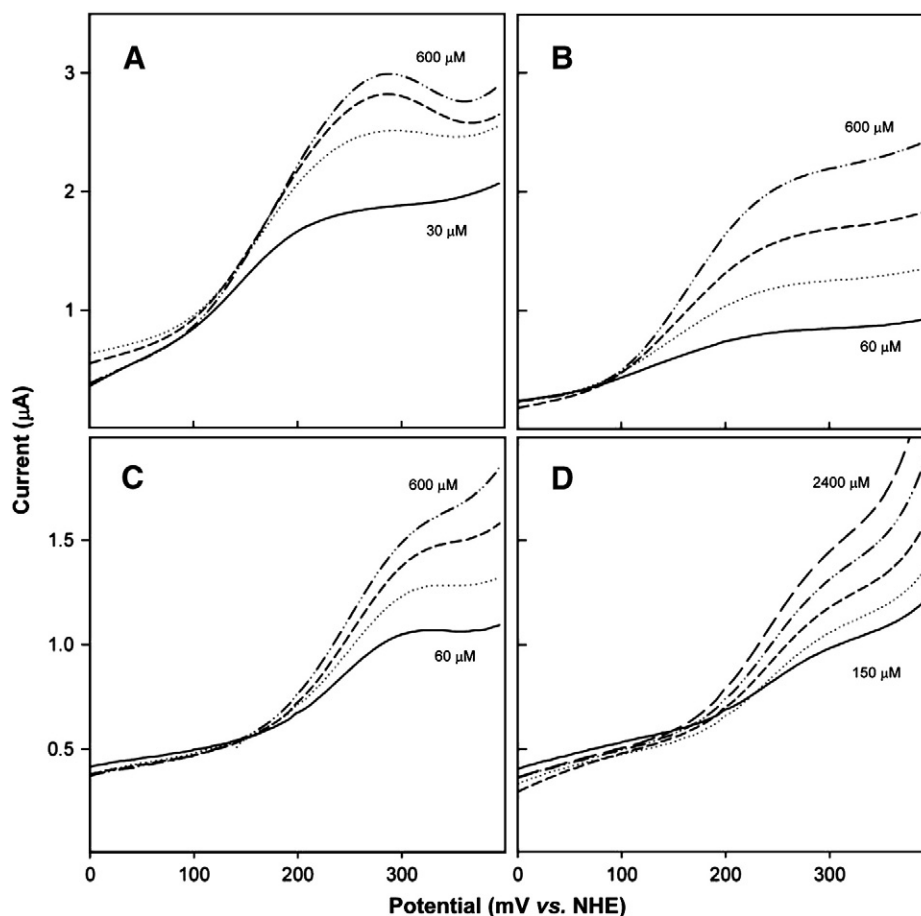 A
600 µM
30 µM
3
2
1
B
600 µM
60 µM
Current (µA)
C
600 µM
60 µM
1.5
1.0
0.5
D
2400 µM
150 µM
0 100 200 300 0 100 200 300
Potential (mV vs. NHE)